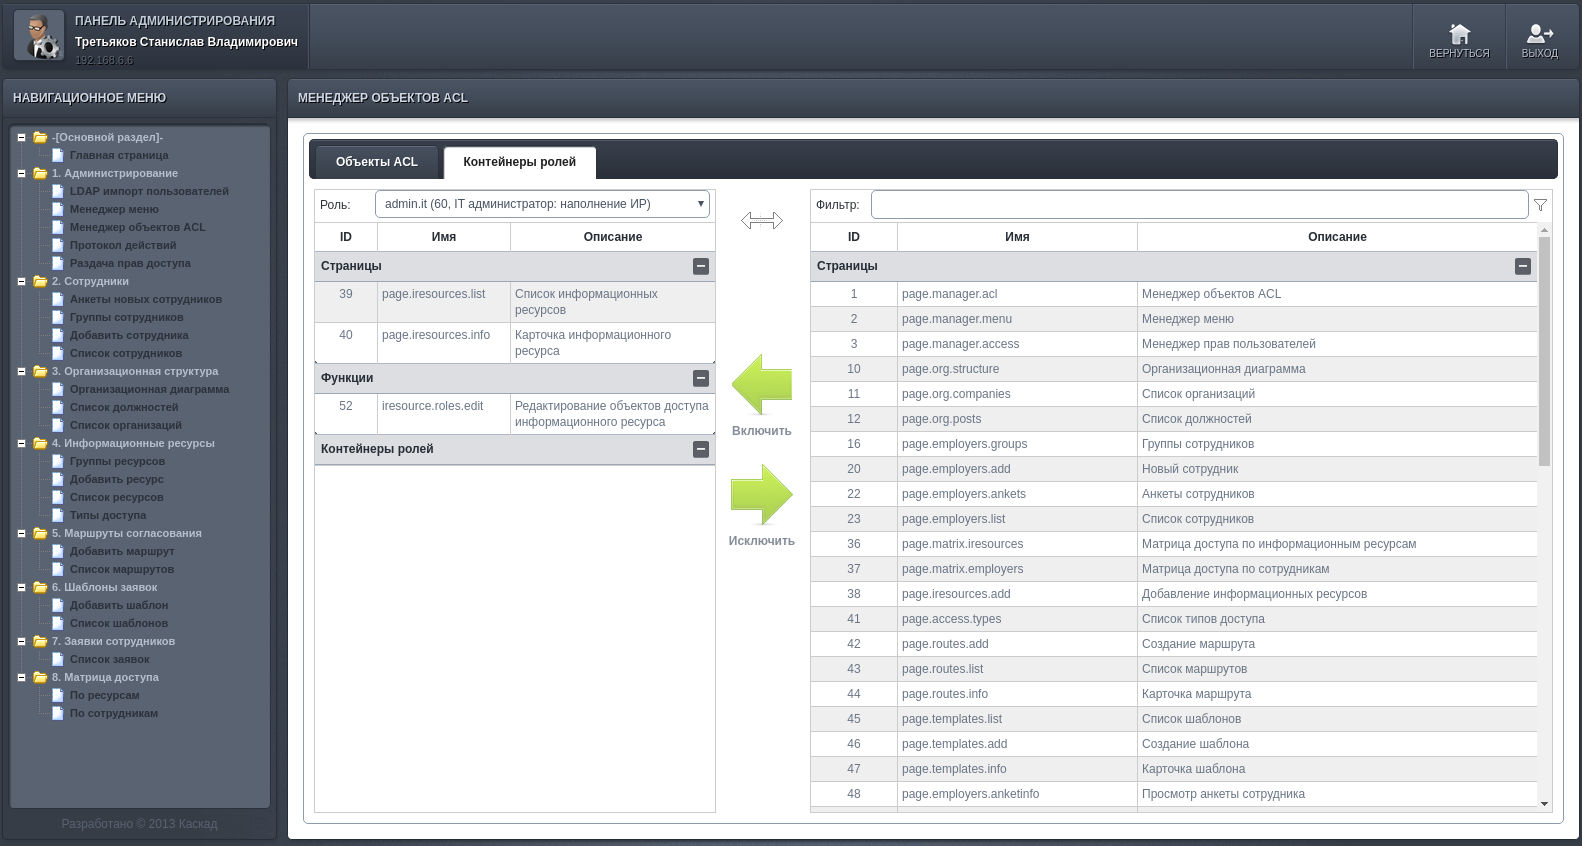 ПАНЕЛЬ АДМИНИСТРИРОВАНИЯ
Третьяков Станислав Владимирович
192.168.6.6
ВЕРНУТЬСЯ
ВЫХОД
НАВИГАЦИОННОЕ МЕНЮ
-[Основной раздел]-
Главная страница
1. Администрирование
LDAP импорт пользователей
Менеджер меню
Менеджер объектов ACL
Протокол действий
Раздача прав доступа
2. Сотрудники
Анкеты новых сотрудников
Группы сотрудников
Добавить сотрудника
Список сотрудников
3. Организационная структура
Организационная диаграмма
Список должностей
Список организаций
4. Информационные ресурсы
Группы ресурсов
Добавить ресурс
Список ресурсов
Типы доступа
5. Маршруты согласования
Добавить маршрут
Список маршрутов
6. Шаблоны заявок
Добавить шаблон
Список шаблонов
7. Заявки сотрудников
Список заявок
8. Матрица доступа
По ресурсам
По сотрудникам
Разработано © 2013 Каскад
МЕНЕДЖЕР ОБЪЕКТОВ ACL
Объекты ACL
Контейнеры ролей
Роль: admin.it (60, IT администратор: наполнение ИР)
ID Имя Описание
Страницы
39 page.iresources.list Список информационных
ресурсов
40 page.iresources.info Карточка информационного
ресурса
Функции
52 iresource.roles.edit Редактирование объектов доступа
информационного ресурса
Контейнеры ролей
Включить
Исключить
Фильтр:
ID Имя Описание
Страницы
1 page.manager.acl Менеджер объектов ACL
2 page.manager.menu Менеджер меню
3 page.manager.access Менеджер прав пользователей
10 page.org.structure Организационная диаграмма
11 page.org.companies Список организаций
12 page.org.posts Список должностей
16 page.employers.groups Группы сотрудников
20 page.employers.add Новый сотрудник
22 page.employers.ankets Анкеты сотрудников
23 page.employers.list Список сотрудников
36 page.matrix.iresources Матрица доступа по информационным ресурсам
37 page.matrix.employers Матрица доступа по сотрудникам
38 page.iresources.add Добавление информационных ресурсов
41 page.access.types Список типов доступа
42 page.routes.add Создание маршрута
43 page.routes.list Список маршрутов
44 page.routes.info Карточка маршрута
45 page.templates.list Список шаблонов
46 page.templates.add Создание шаблона
47 page.templates.info Карточка шаблона
48 page.employers.anketinfo Просмотр анкеты сотрудника